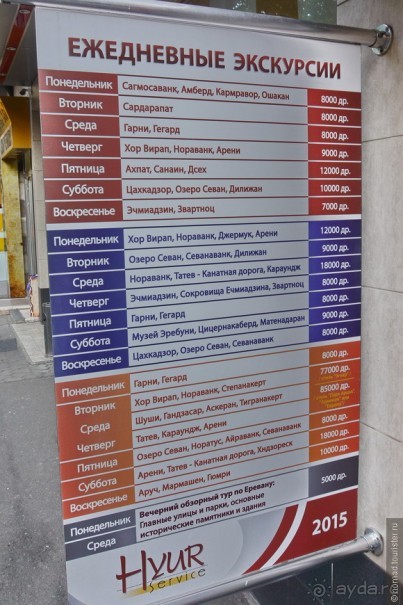 ЕЖЕДНЕВНЫЕ ЭКСКУРСИИ
Понедельник Сагмосаванк, Амберд, Кармравор, Ошакан 8000 др.
Вторник Сардарапат 8000 др.
Среда Гарни, Гегард 8000 др.
Четверг Хор Вирап, Нораванк, Арени 9000 др.
Пятница Ахпат, Санаин, Дсех 12000 др.
Суббота Цахкадзор, Озеро Севан, Дилижан 10000 др.
Воскресенье Эчмиадзин, Звартноц 7000 др.
Понедельник Хор Вирап, Нораванк, Джермук, Арени 12000 др.
Вторник Озеро Севан, Севанаванк, Дилижан 9000 др.
Среда Нораванк, Татев - Канатная дорога, Караундж 18000 др.
Четверг Эчмиадзин, Сокровища Эчмиадзина, Звартноц 8000 др.
Пятница Гарни, Гегард 8000 др.
Суббота Музей Эребуни, Цицернакаберд, Матенадаран 9000 др.
Воскресенье Цахкадзор, Озеро Севан, Севанаванк 8000 др.
Понедельник Гарни, Гегард 8000 др.
Вторник Хор Вирап, Нораванк, Степанакерт 77000 др.
Среда Шуши, Гандзасар, Аскеран, Тигранакерт 85000 др.
Четверг Татев, Караундж, Арени
Пятница Озеро Севан, Норатус, Айраванк, Севанаванк 8000 др.
Суббота Арени, Татев - Канатная дорога, Хндзореск 18000 др.
Воскресенье Аруч, Мармашен, Гюмри 10000 др.
Понедельник Вечерний обзорный тур по Еревану:
Главные улицы и парки, основные 5000 др.
Среда исторические памятники и здания
HYUR
service
2015
ayda.ru
© nomad.tourister.ru